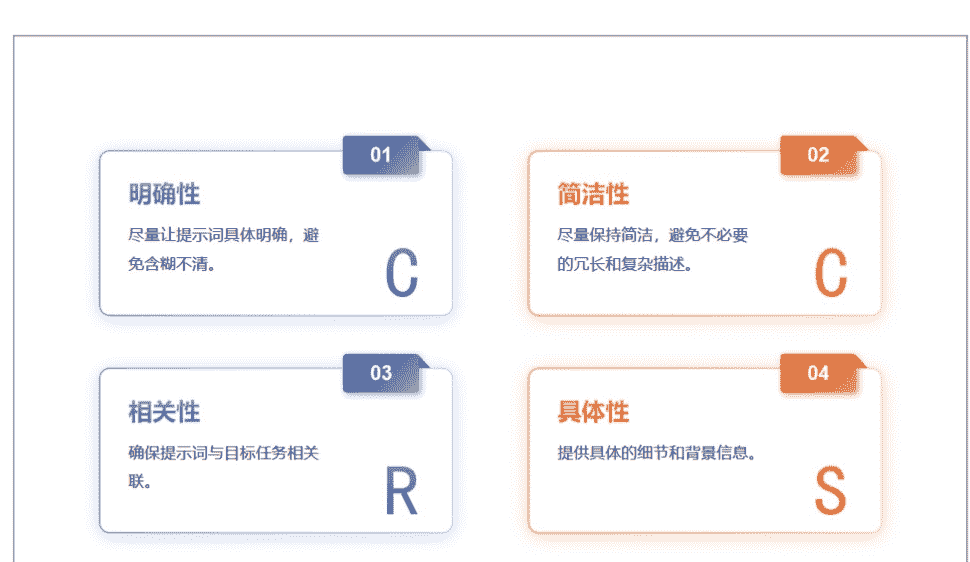 01
明确性
尽量让提示词具体明确，避
免含糊不清。
C
02
简洁性
尽量保持简洁，避免不必要
的冗长和复杂描述。
C
03
相关性
确保提示词与目标任务相关
联。
R
04
具体性
提供具体的细节和背景信息。
S